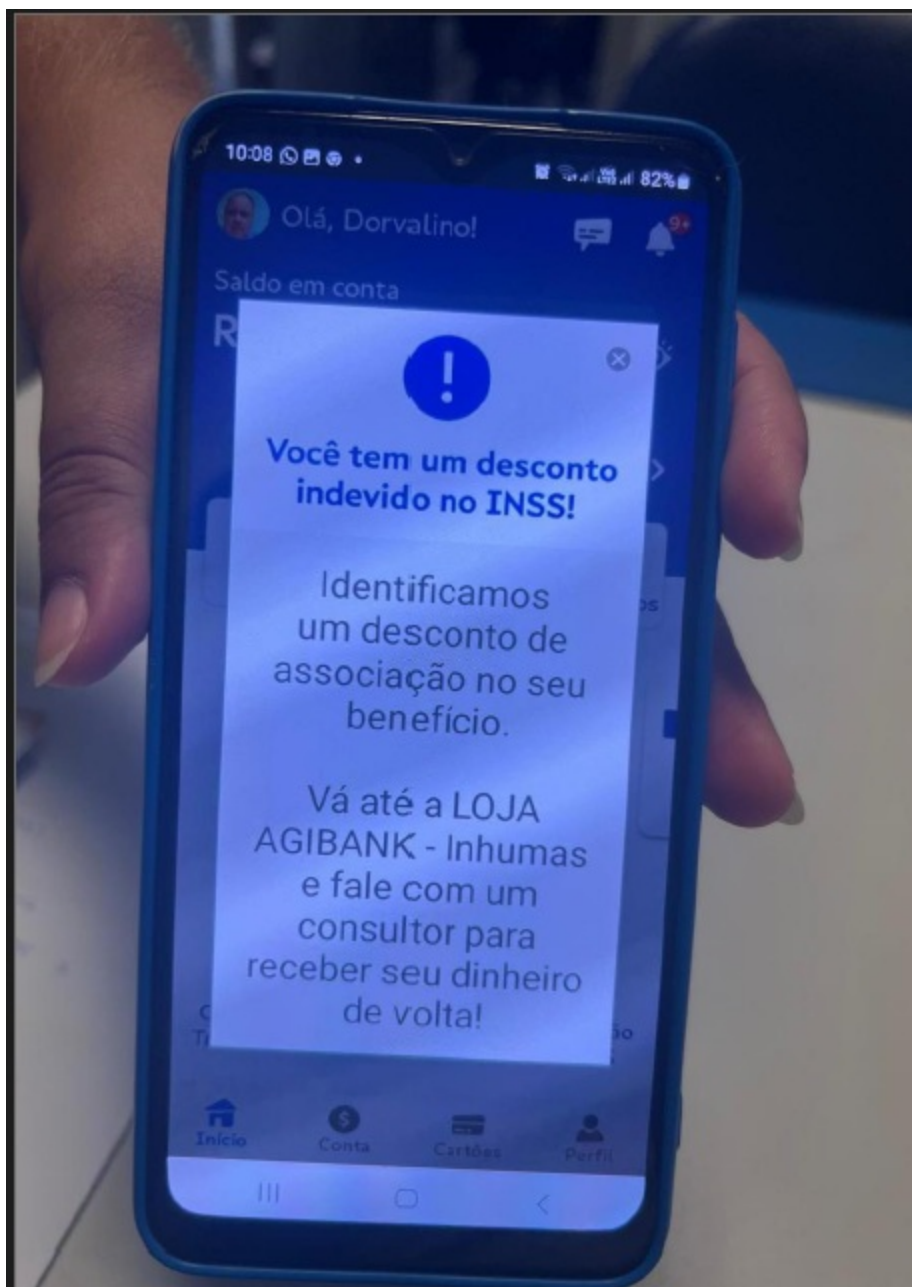 10:08
82%
Olá, Dorvalino!
9+
Saldo em conta
R
Você tem um desconto
indevido no INSS!
Identificamos
um desconto de
associação no seu
benefício.
Vá até a LOJA
AGIBANK - Inhumas
e fale com um
consultor para
receber seu dinheiro
de volta!
Início
Conta
Cartões
Perfil